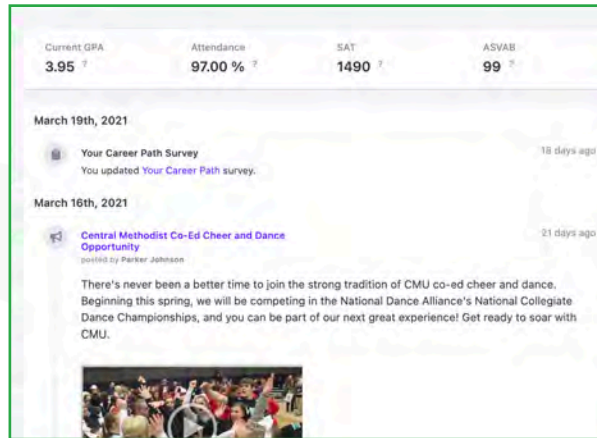 Current GPA Attendance SAT ASVAB
3.95 ? 97.00 % ? 1490 ? 99 ?
March 19th, 2021
Your Career Path Survey 18 days ago
You updated Your Career Path survey.
March 16th, 2021
Central Methodist Co-Ed Cheer and Dance 21 days ago
Opportunity
posted by Parker Johnson
There's never been a better time to join the strong tradition of CMU co-ed cheer and dance.
Beginning this spring, we will be competing in the National Dance Alliance's National Collegiate
Dance Championships, and you can be part of our next great experience! Get ready to soar with
CMU.